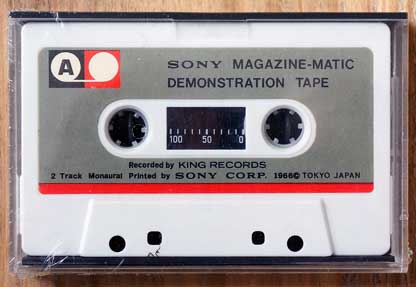 A
SONY MAGAZINE-MATIC
DEMONSTRATION TAPE
100 50 0
Recorded by KING RECORDS
2 Track Monaural Printed by SONY CORP. 1966© TOKYO JAPAN